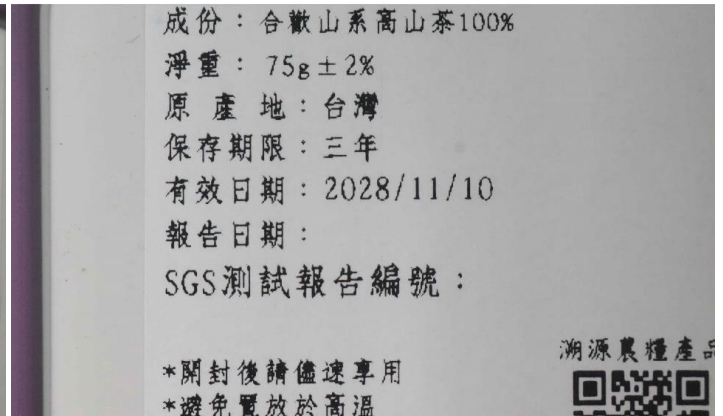 成份：合歡山系高山茶100%
淨重：75g±2%
原產地：台灣
保存期限：三年
有效日期：2028/11/10
報告日期：
SGS測試報告編號：
溯源農糧產品
*開封後請儘速享用
*避免置放於高溫